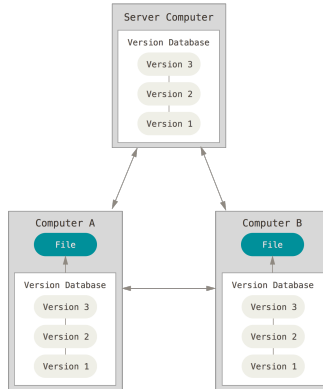 Server Computer
Version Database
Version 3
Version 2
Version 1
Computer A
File
Version Database
Version 3
Version 2
Version 1
Computer B
File
Version Database
Version 3
Version 2
Version 1